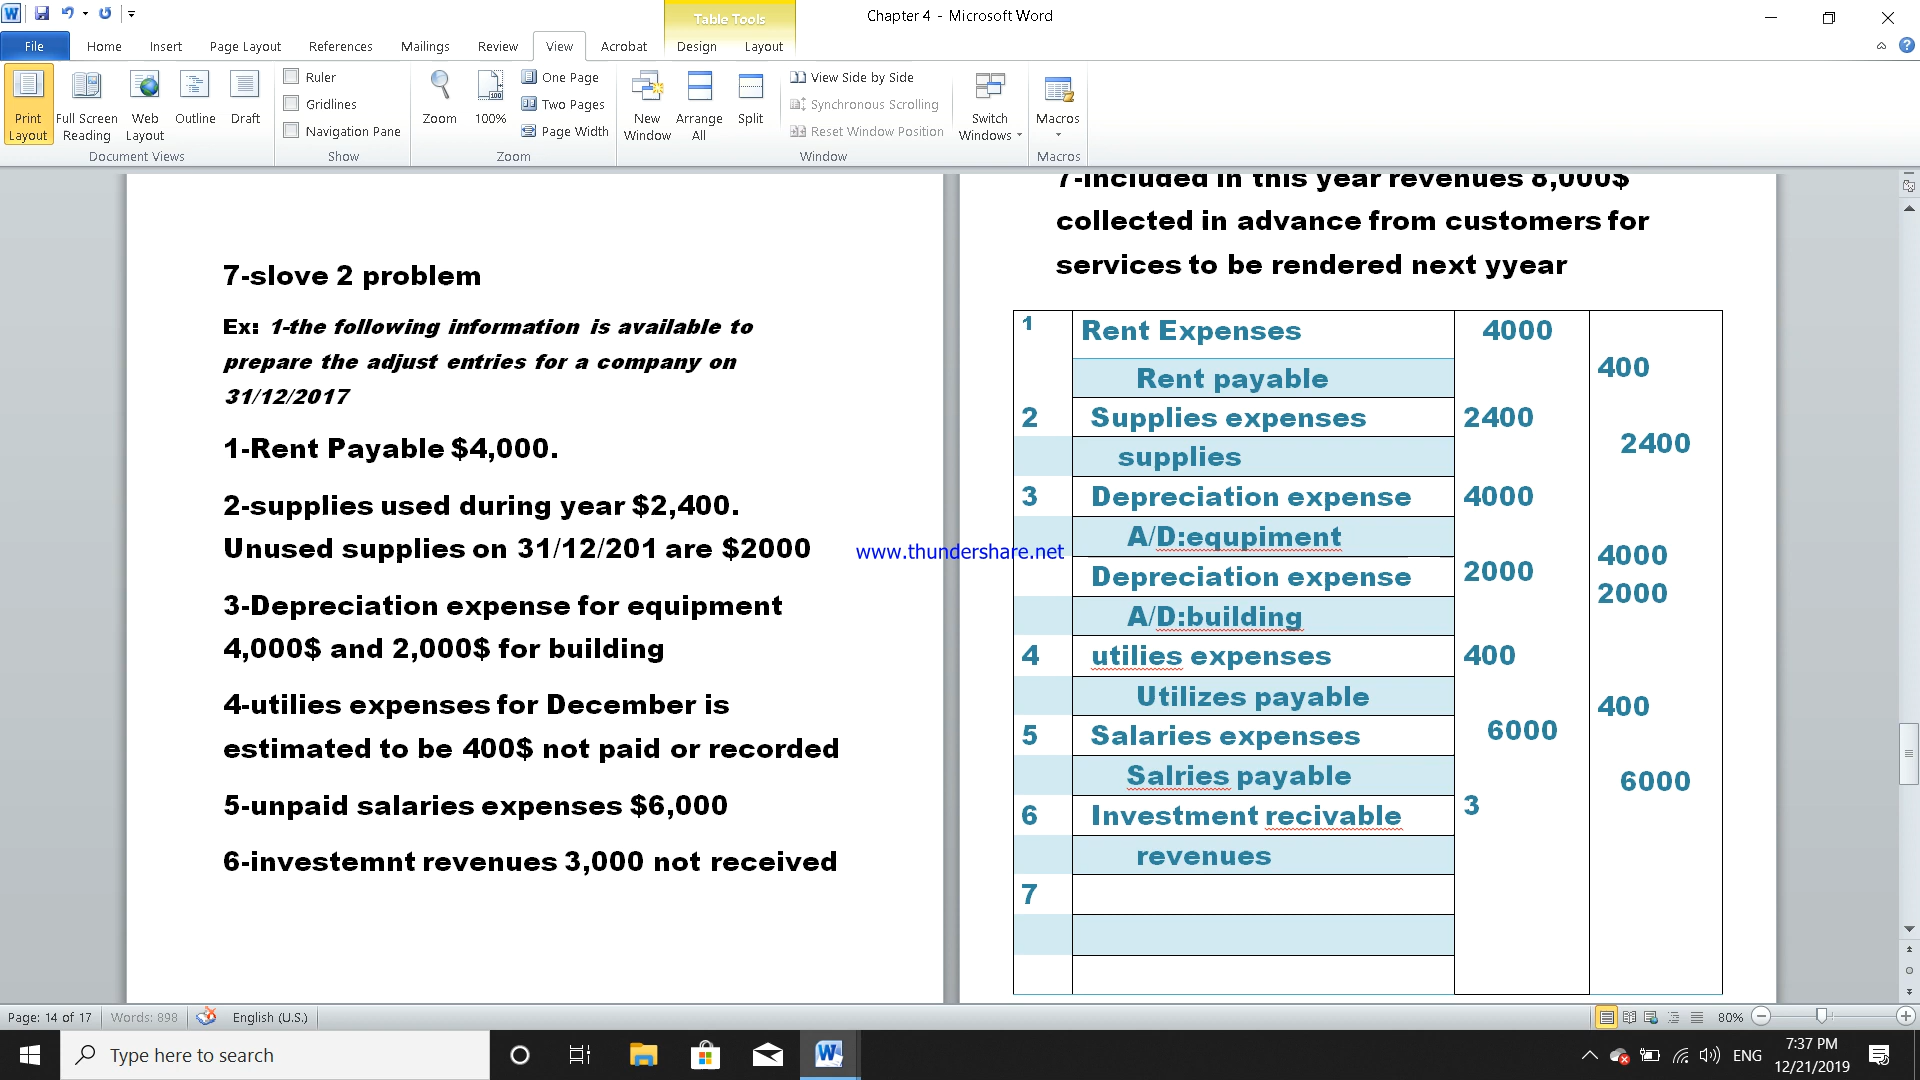 Table Tools
Chapter 4 - Microsoft Word
File
Home
Insert
Page Layout
References
Mailings
Review
View
Acrobat
Design
Layout
Print Layout
Full Screen Reading
Web Layout
Outline
Draft
Document Views
Ruler
Gridlines
Navigation Pane
Show
Zoom
100%
One Page
Two Pages
Page Width
Zoom
New Window
Arrange All
Split
View Side by Side
Synchronous Scrolling
Reset Window Position
Window
Switch Windows
Macros
Macros
7-slove 2 problem
Ex: 1-the following information is available to
prepare the adjust entries for a company on
31/12/2017
1-Rent Payable $4,000.
2-supplies used during year $2,400.
Unused supplies on 31/12/201 are $2000
3-Depreciation expense for equipment
4,000$ and 2,000$ for building
4-utilies expenses for December is
estimated to be 400$ not paid or recorded
5-unpaid salaries expenses $6,000
6-investemnt revenues 3,000 not received
7-included in this year revenues 8,000$
collected in advance from customers for
services to be rendered next yyear
1 Rent Expenses 4000
Rent payable 400
2 Supplies expenses 2400
supplies 2400
3 Depreciation expense 4000
A/D:equpiment 4000
Depreciation expense 2000
A/D:building 2000
4 utilies expenses 400
Utilizes payable 400
5 Salaries expenses 6000
Salries payable 6000
6 Investment recivable 3
revenues
7
www.thundershare.net
Page: 14 of 17
Words: 898
English (U.S.)
80%
Type here to search
ENG
7:37 PM
12/21/2019